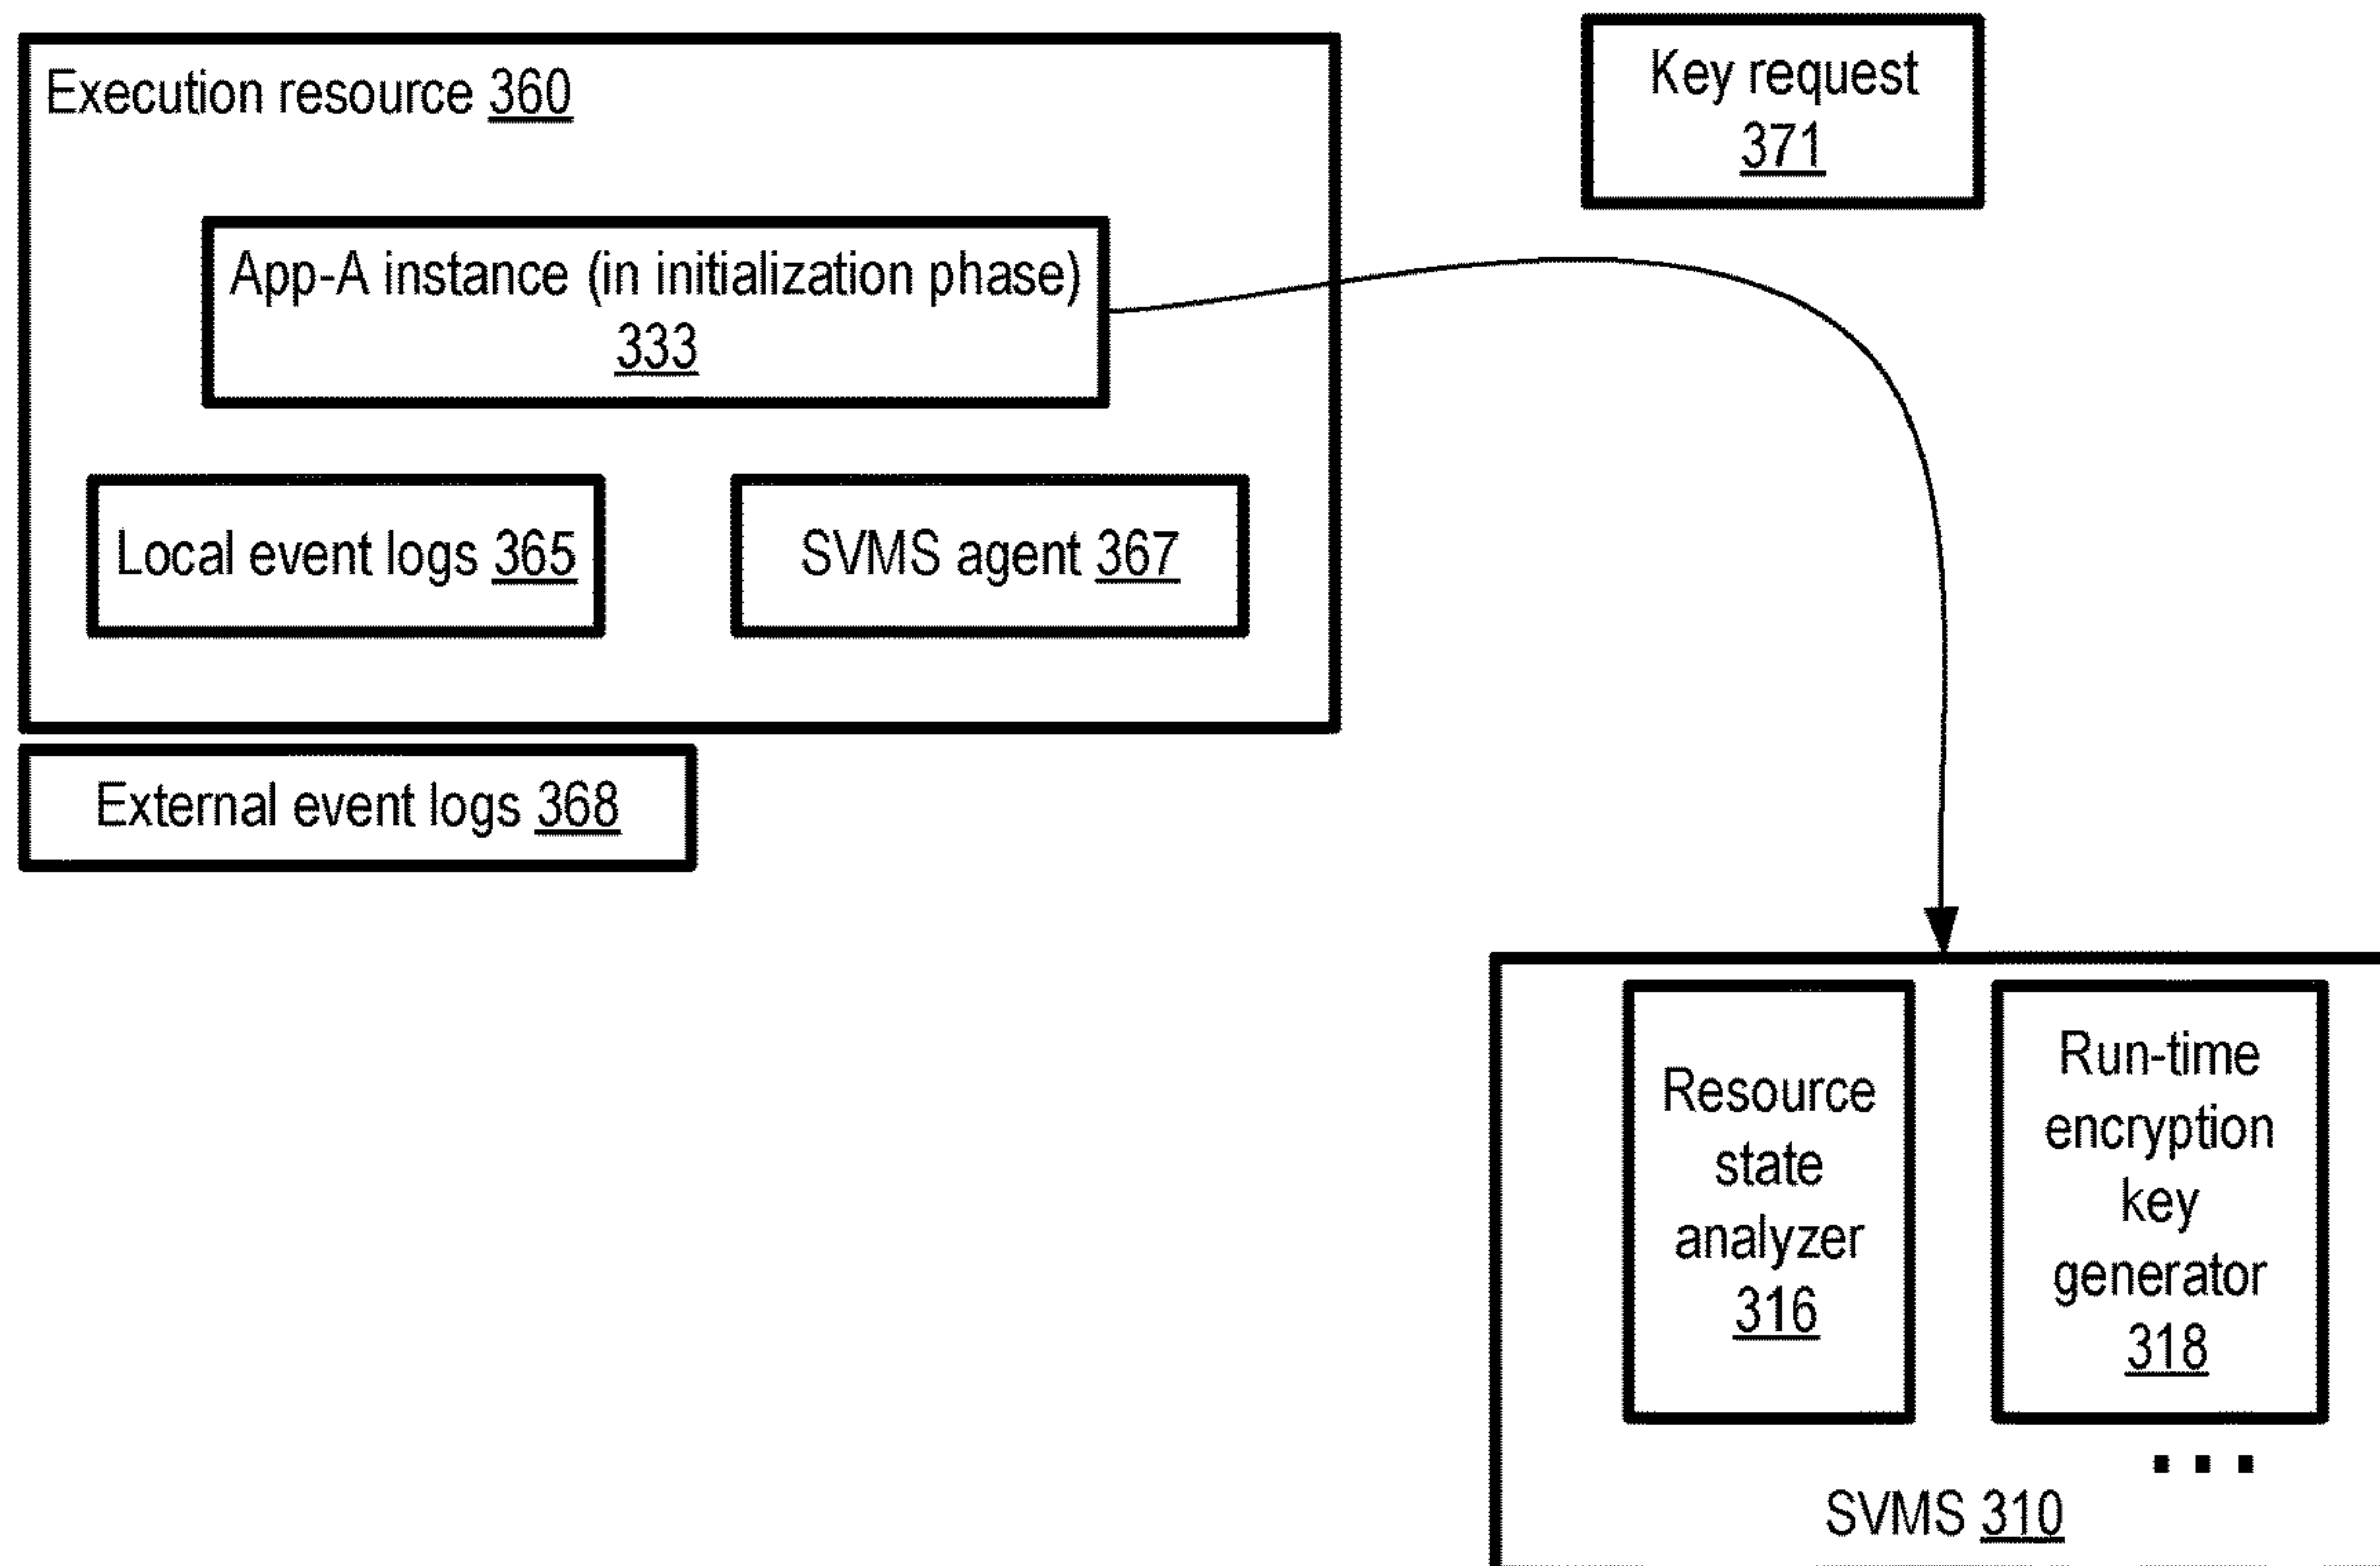 Execution resource 360
Key request
371
App-A instance (in initialization phase)
333
Local event logs 365
SVMS agent 367
External event logs 368
Resource
state
analyzer
316
Run-time
encryption
key
generator
318
...
SVMS 310